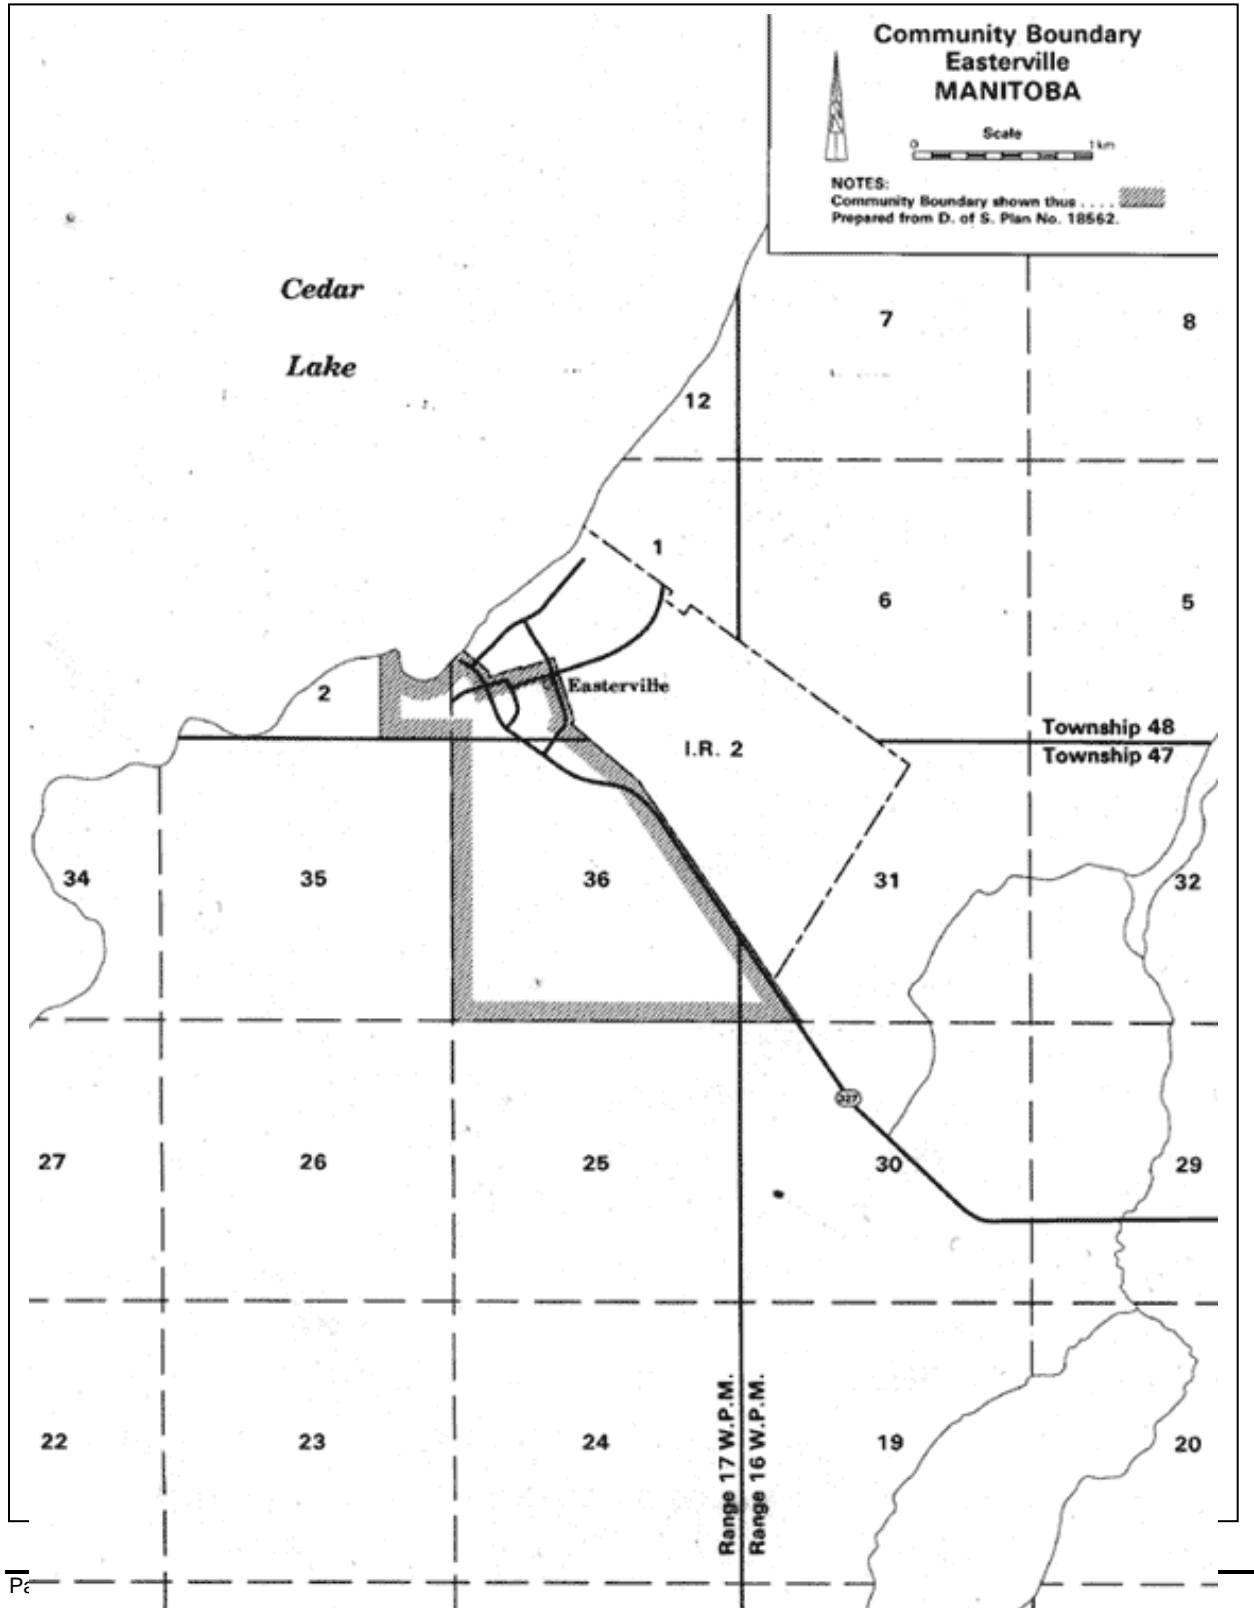 Community Boundary
Easterville
MANITOBA
Scale
0 1 km
NOTES:
Community Boundary shown thus . . . .
Prepared from D. of S. Plan No. 18562.
Cedar
Lake
7
8
12
1
6
5
2
Easterville
I.R. 2
Township 48
Township 47
34
35
36
31
32
327
27
26
25
30
29
22
23
24
19
20
Range 17 W.P.M.
Range 16 W.P.M.